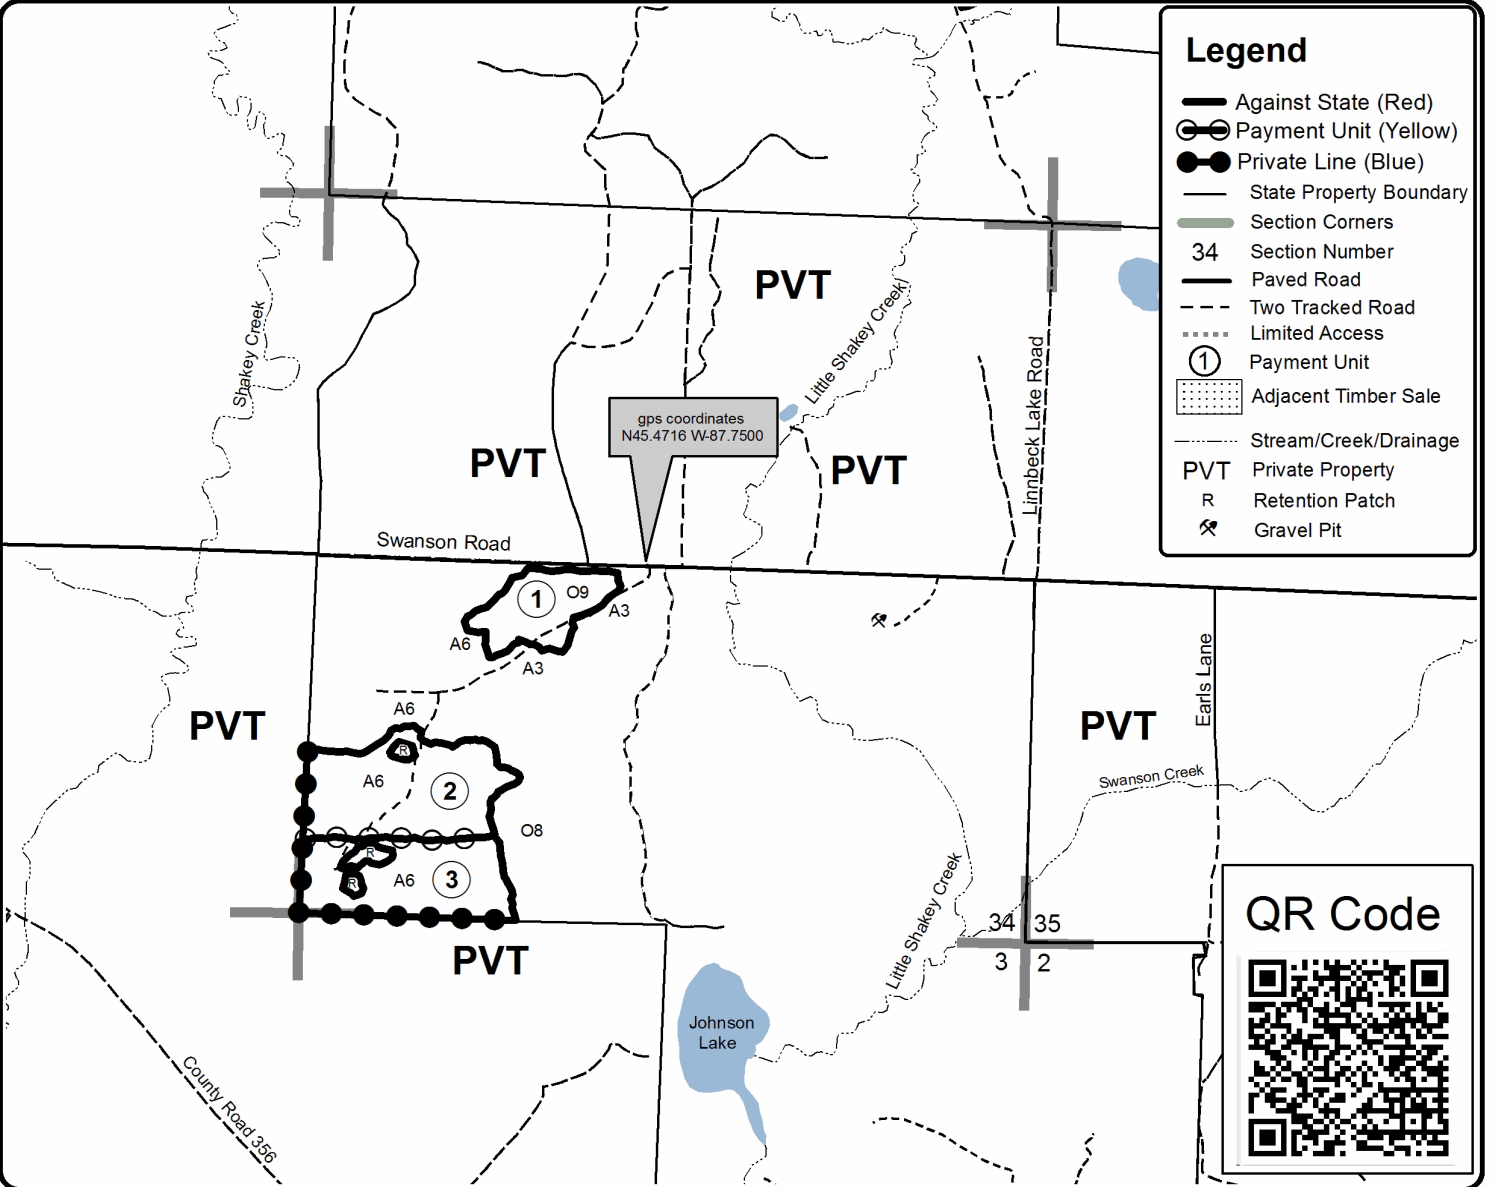 Legend
Against State (Red)
Payment Unit (Yellow)
Private Line (Blue)
State Property Boundary
Section Corners
34 Section Number
Paved Road
Two Tracked Road
Limited Access
1 Payment Unit
Adjacent Timber Sale
Stream/Creek/Drainage
PVT Private Property
R Retention Patch
Gravel Pit
PVT
Shakey Creek
Little Shakey Creek
Linnbeck Lake Road
gps coordinates
N45.4716 W-87.7500
PVT
PVT
Swanson Road
1
O9
A3
A6
A3
Earls Lane
A6
PVT
PVT
R
A6
2
Swanson Creek
O8
R
R
A6
3
Little Shakey Creek
34 35
3 2
PVT
Johnson
Lake
County Road 356
QR Code